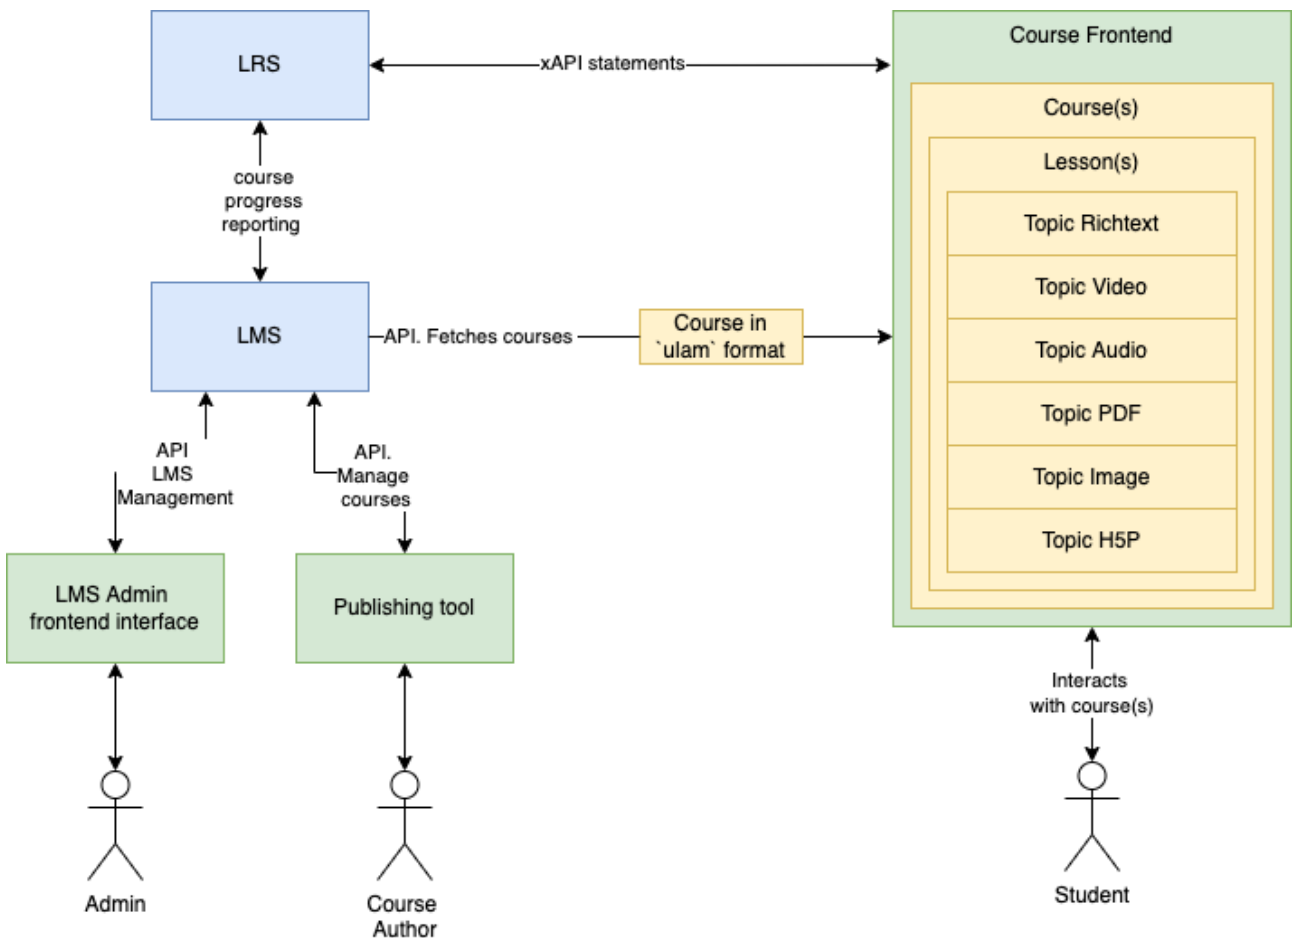 LRS
xAPI statements
Course Frontend
Course(s)
Lesson(s)
Topic Richtext
Topic Video
Topic Audio
Topic PDF
Topic Image
Topic H5P
course
progress
reporting
LMS
API. Fetches courses
Course in
`ulam` format
API
LMS
Management
API.
Manage
courses
LMS Admin
frontend interface
Publishing tool
Interacts
with course(s)
Admin
Course
Author
Student